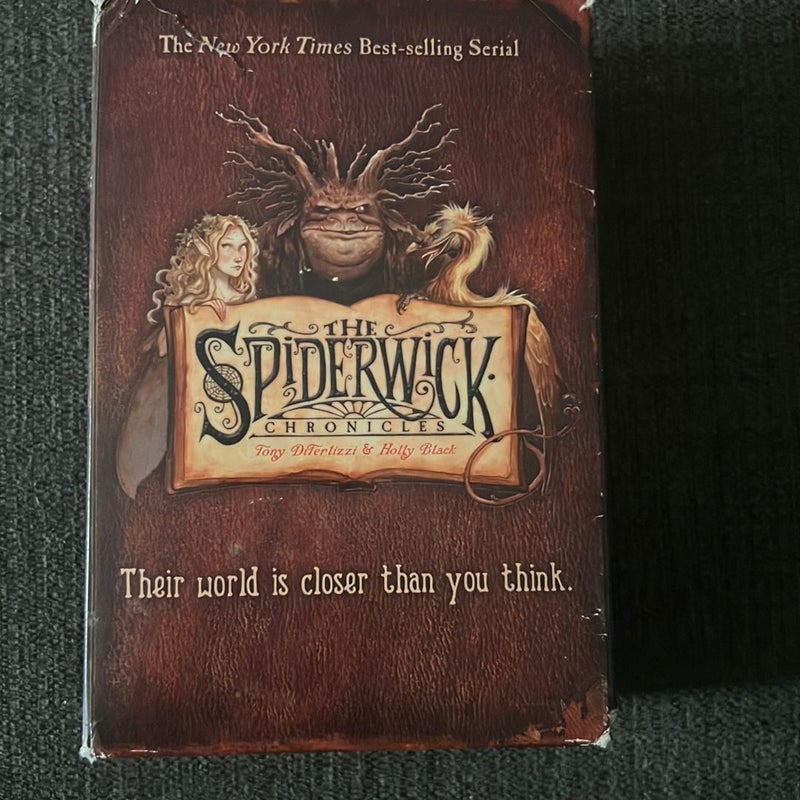 The New York Times Best-selling Serial
THE
SPiDERWiCK
CHRONICLES
Tony DiTerlizzi & Holly Black
Their world is closer than you think.